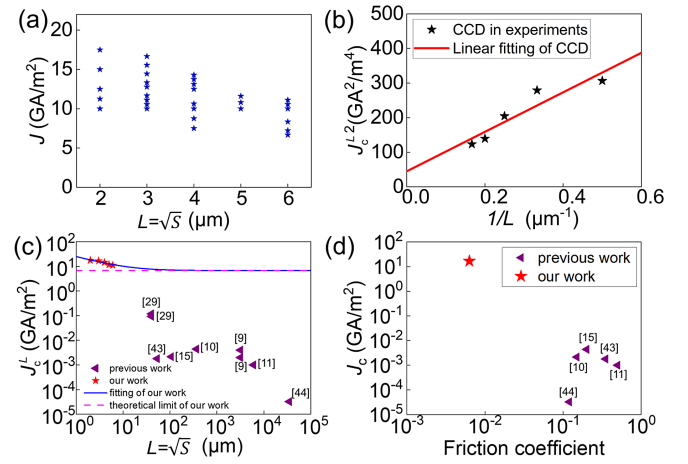 (a)
J (GA/m²)
20
15
10
5
0
2 3 4 5 6
L=√S (μm)
(b)
J_c^{L 2} (GA²/m⁴)
500
400
300
200
100
0
CCD in experiments
Linear fitting of CCD
0.0 0.2 0.4 0.6
1/L (μm⁻¹)
(c)
J_c^L (GA/m²)
10²
10¹
10⁰
10⁻¹
10⁻²
10⁻³
10⁻⁴
10⁻⁵
[29]
[29]
[43]
[15]
[10]
[9]
[9]
[11]
[44]
previous work
our work
fitting of our work
theoretical limit of our work
10⁰ 10¹ 10² 10³ 10⁴ 10⁵
L=√S (μm)
(d)
J_c (GA/m²)
10²
10¹
10⁰
10⁻¹
10⁻²
10⁻³
10⁻⁴
10⁻⁵
previous work
our work
[15]
[43]
[10]
[11]
[44]
10⁻³ 10⁻² 10⁻¹ 10⁰
Friction coefficient